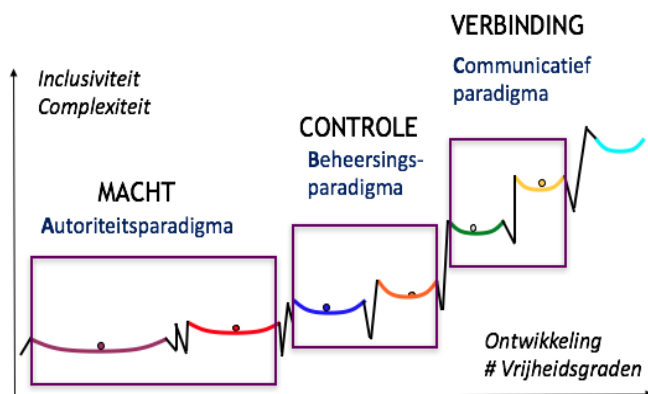 VERBINDING
Communicatief
paradigma
Inclusiviteit
Complexiteit
CONTROLE
Beheersings-
paradigma
MACHT
Autoriteitsparadigma
Ontwikkeling
# Vrijheidsgraden